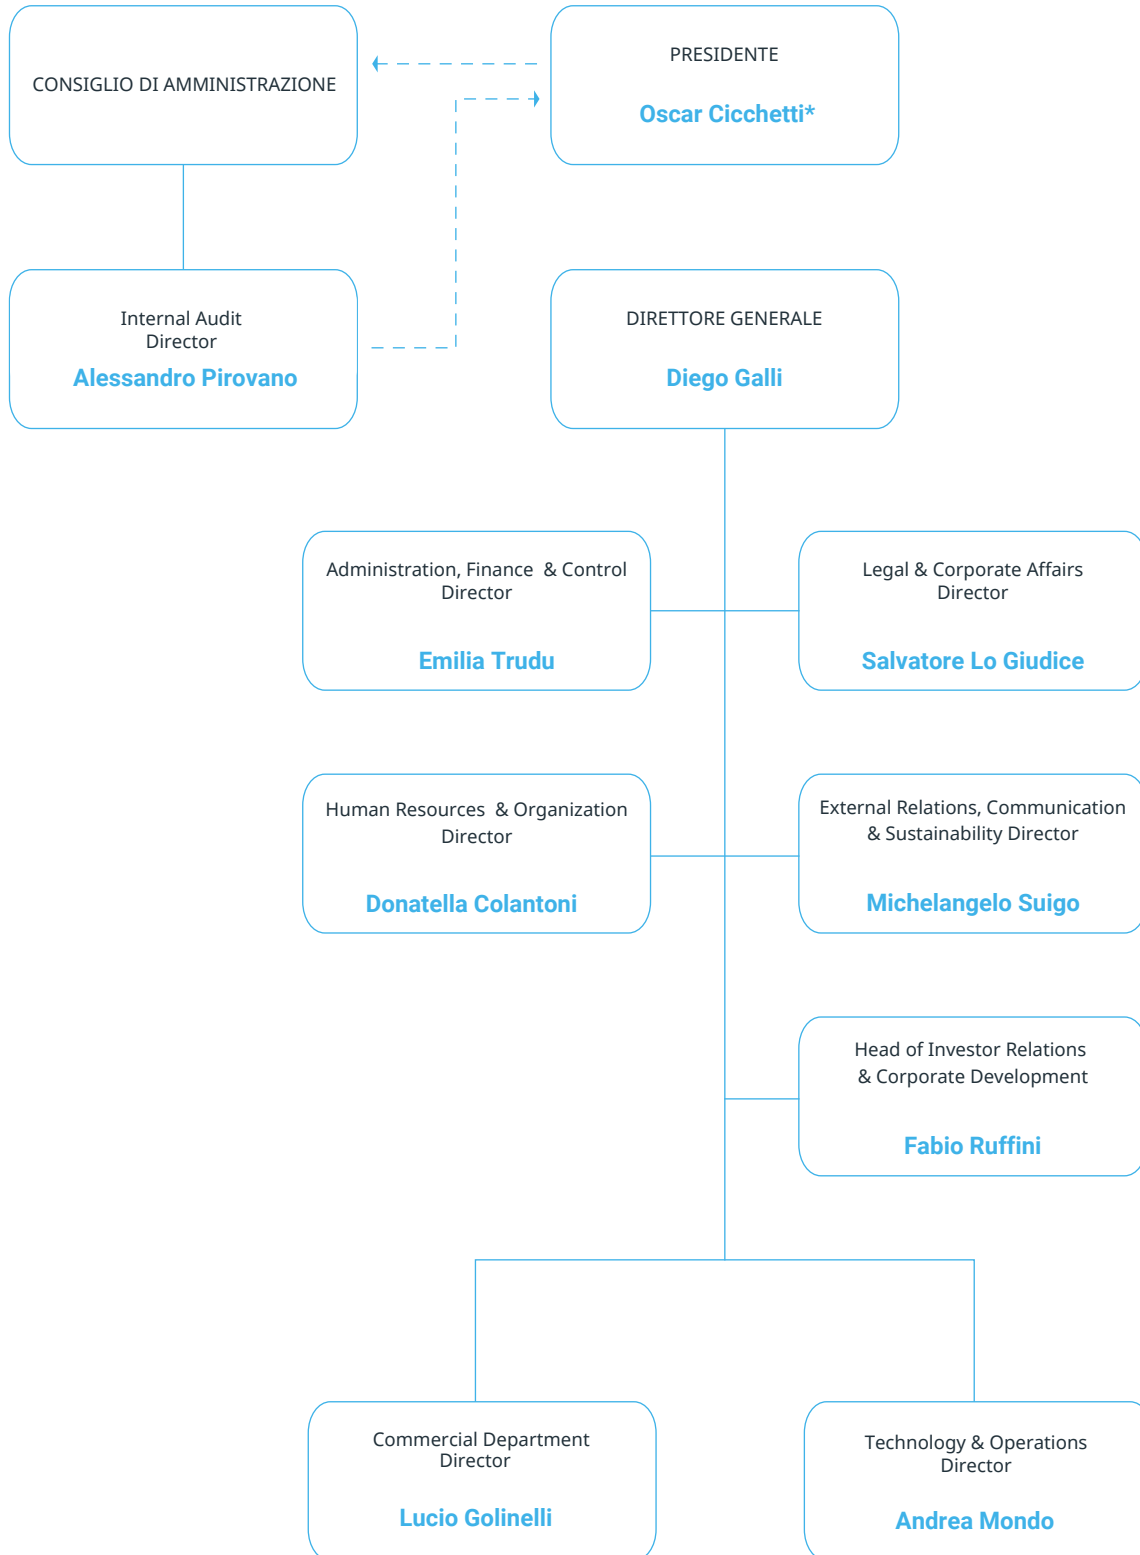 CONSIGLIO DI AMMINISTRAZIONE
PRESIDENTE
Oscar Cicchetti*
Internal Audit
Director
Alessandro Pirovano
DIRETTORE GENERALE
Diego Galli
Administration, Finance & Control
Director
Emilia Trudu
Legal & Corporate Affairs
Director
Salvatore Lo Giudice
Human Resources & Organization
Director
Donatella Colantoni
External Relations, Communication
& Sustainability Director
Michelangelo Suigo
Head of Investor Relations
& Corporate Development
Fabio Ruffini
Commercial Department
Director
Lucio Golinelli
Technology & Operations
Director
Andrea Mondo